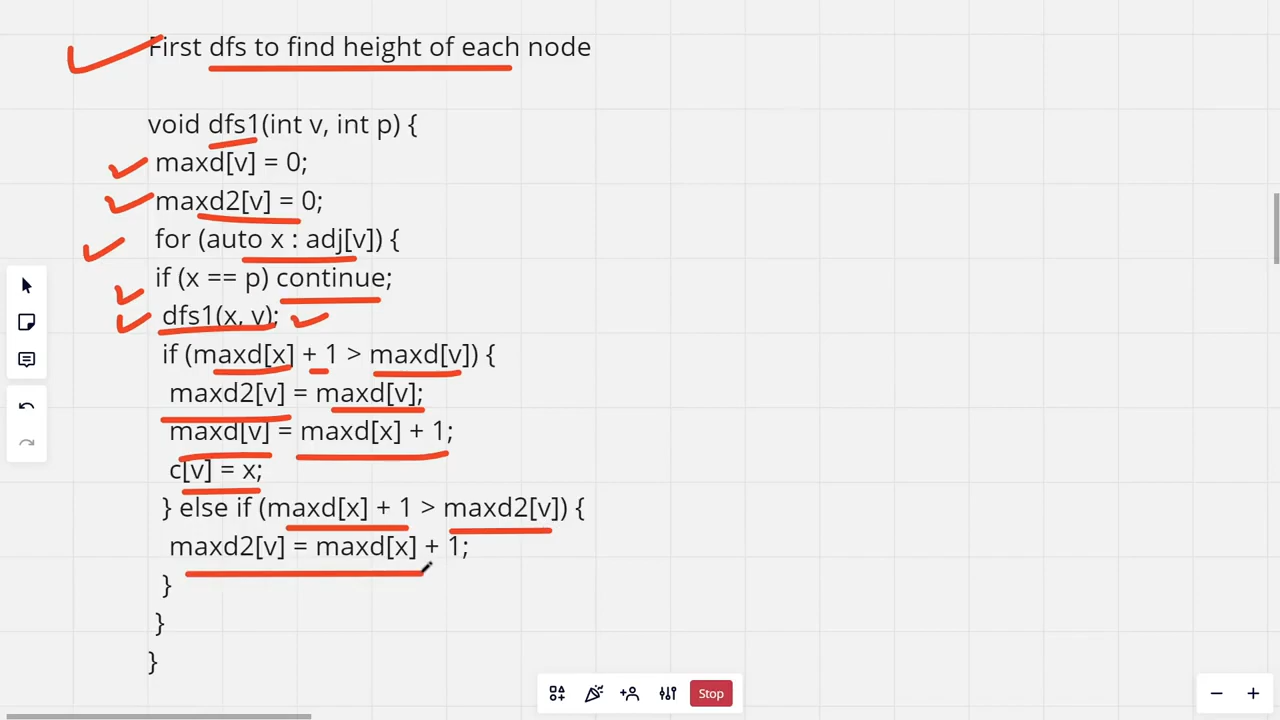 First dfs to find height of each node
void dfs1(int v, int p) {
maxd[v] = 0;
maxd2[v] = 0;
for (auto x : adj[v]) {
if (x == p) continue;
dfs1(x, v);
if (maxd[x] + 1 > maxd[v]) {
maxd2[v] = maxd[v];
maxd[v] = maxd[x] + 1;
c[v] = x;
} else if (maxd[x] + 1 > maxd2[v]) {
maxd2[v] = maxd[x] + 1;
}
}
}
Stop